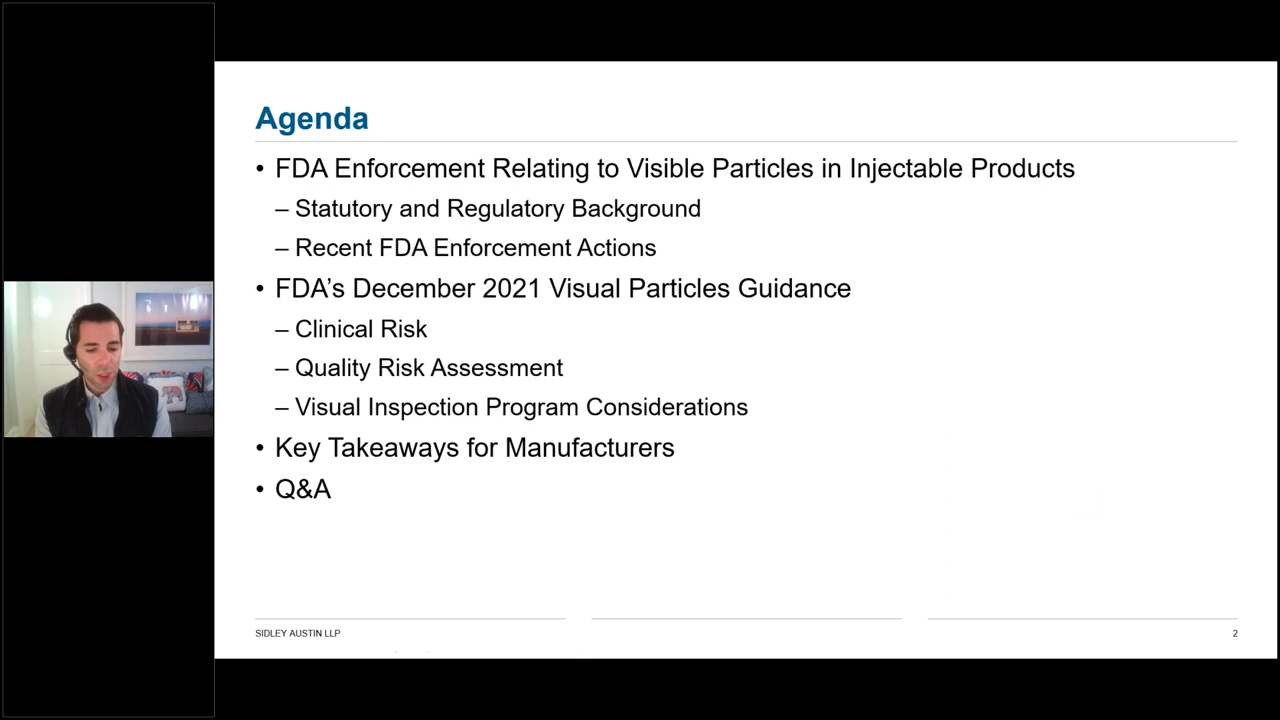 Agenda
• FDA Enforcement Relating to Visible Particles in Injectable Products
– Statutory and Regulatory Background
– Recent FDA Enforcement Actions
• FDA’s December 2021 Visual Particles Guidance
– Clinical Risk
– Quality Risk Assessment
– Visual Inspection Program Considerations
• Key Takeaways for Manufacturers
• Q&A
SIDLEY AUSTIN LLP
2